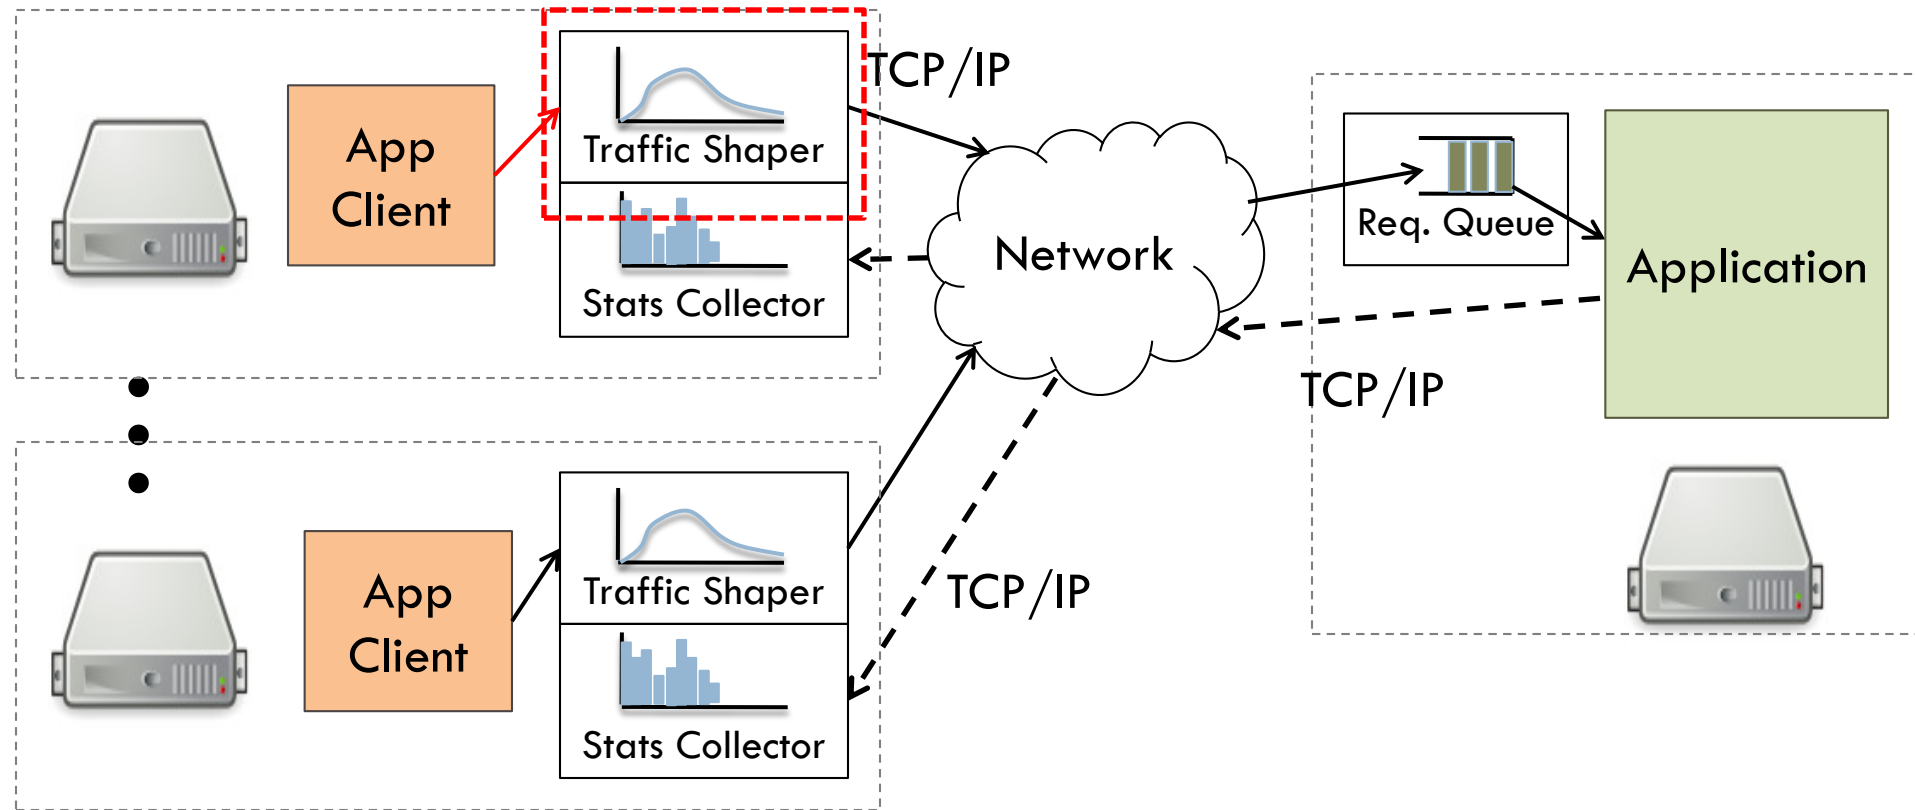 TCP/IP
App
Client
Traffic Shaper
Stats Collector
Network
Req. Queue
Application
TCP/IP
App
Client
Traffic Shaper
Stats Collector
TCP/IP